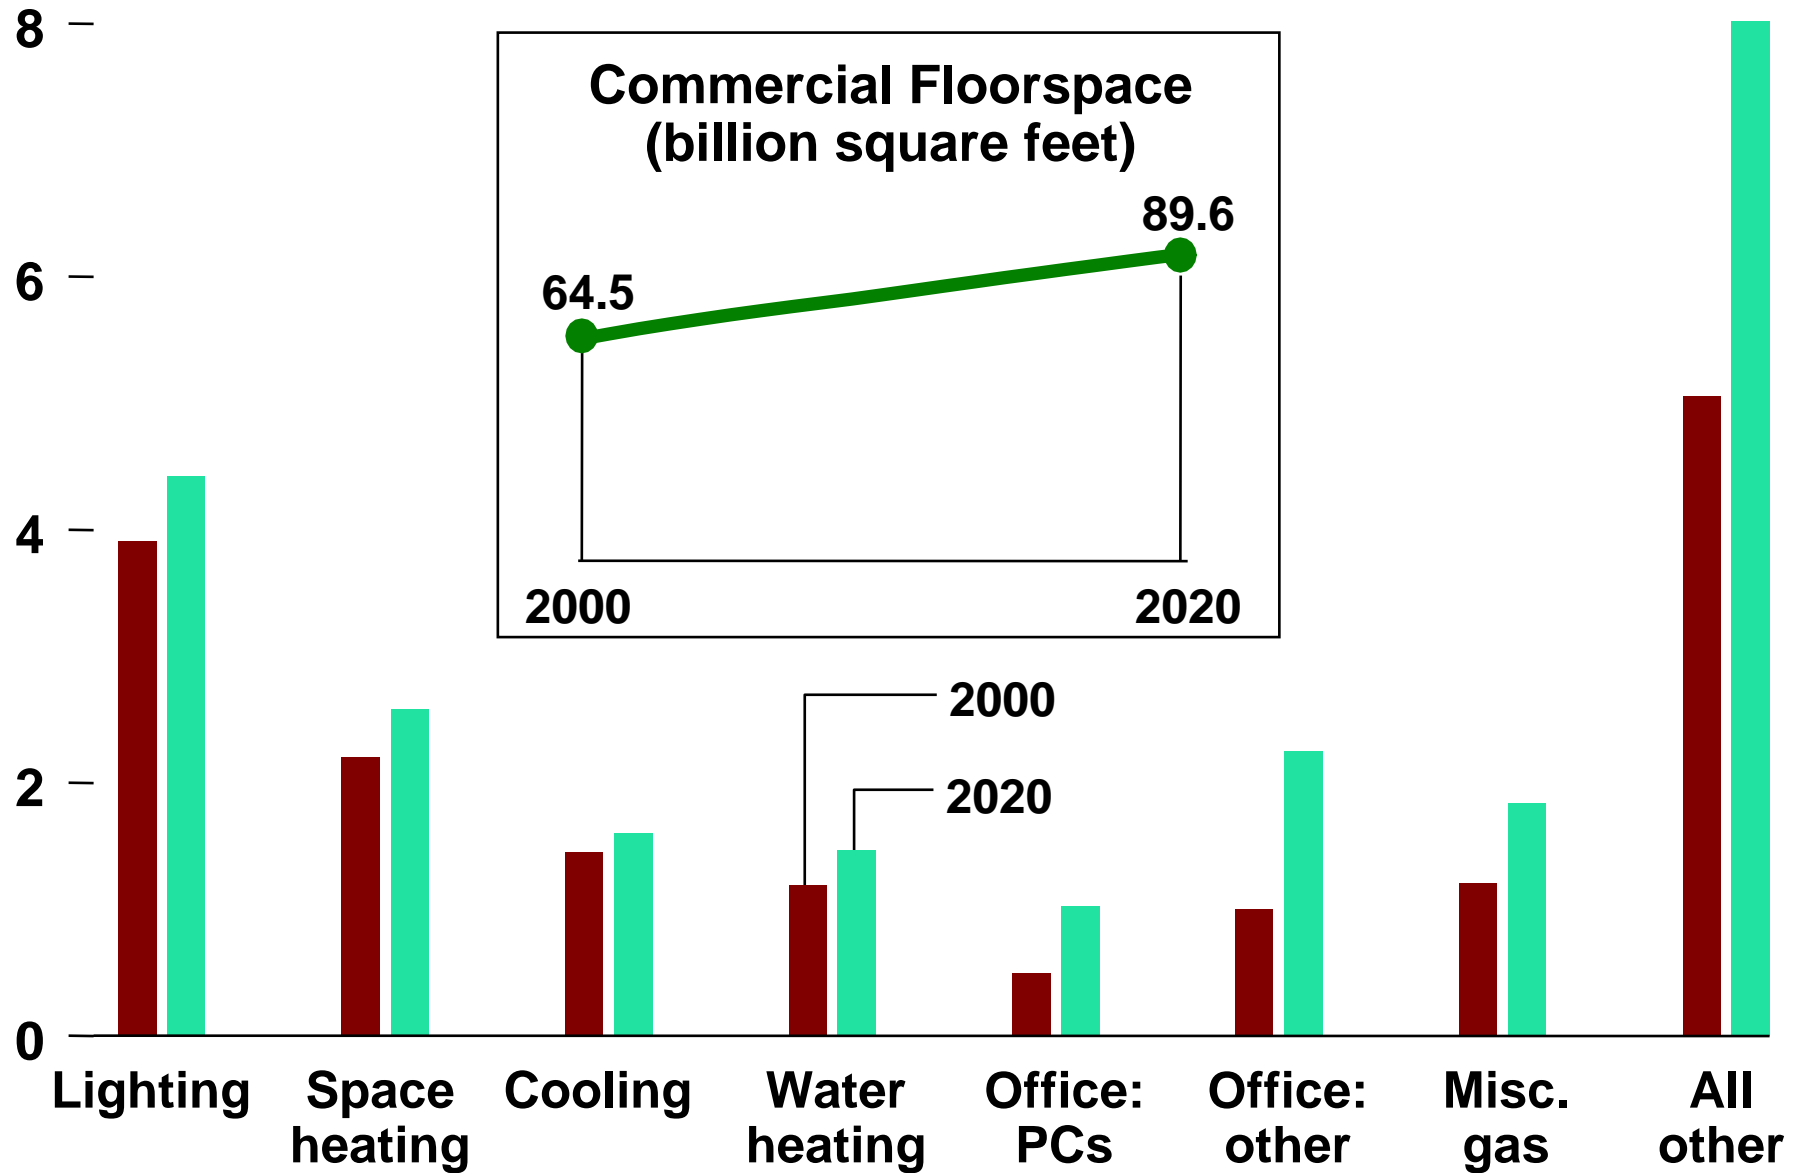 8
6
4
2
0
Commercial Floorspace
(billion square feet)
64.5
89.6
2000
2020
2000
2020
Lighting
Space
heating
Cooling
Water
heating
Office:
PCs
Office:
other
Misc.
gas
All
other